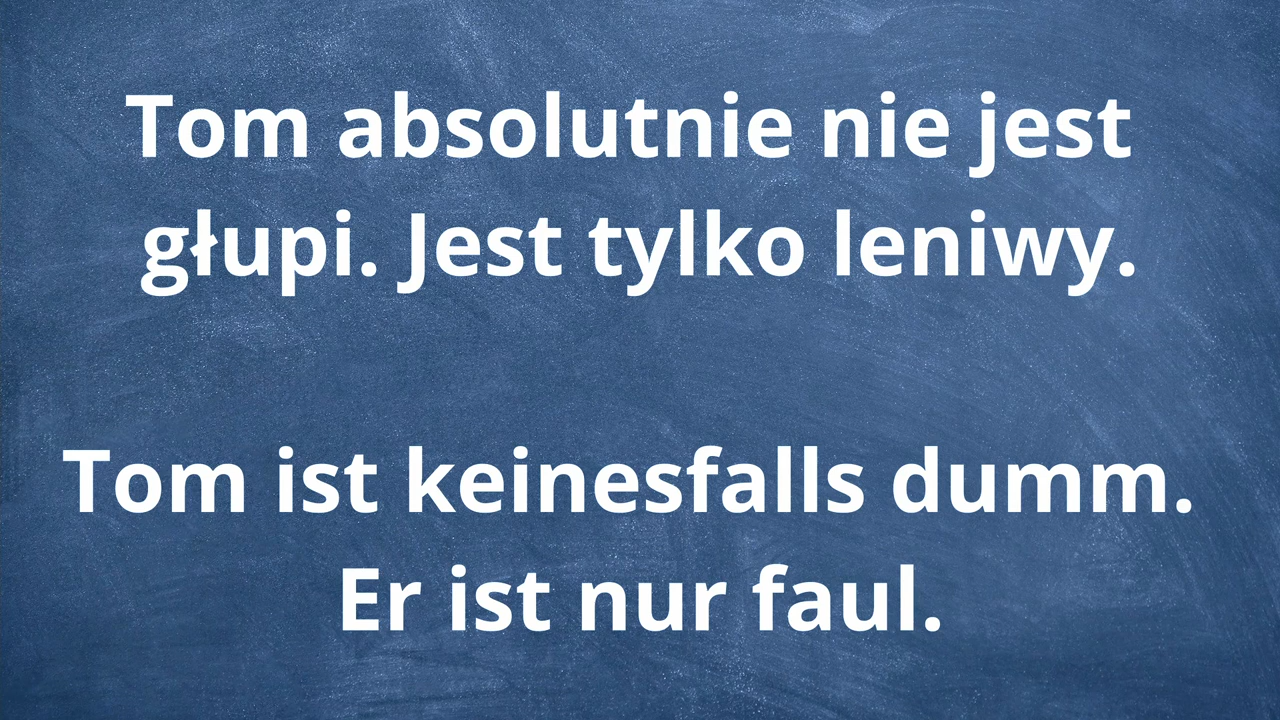 Tom absolutnie nie jest
głupi. Jest tylko leniwy.
Tom ist keinesfalls dumm.
Er ist nur faul.